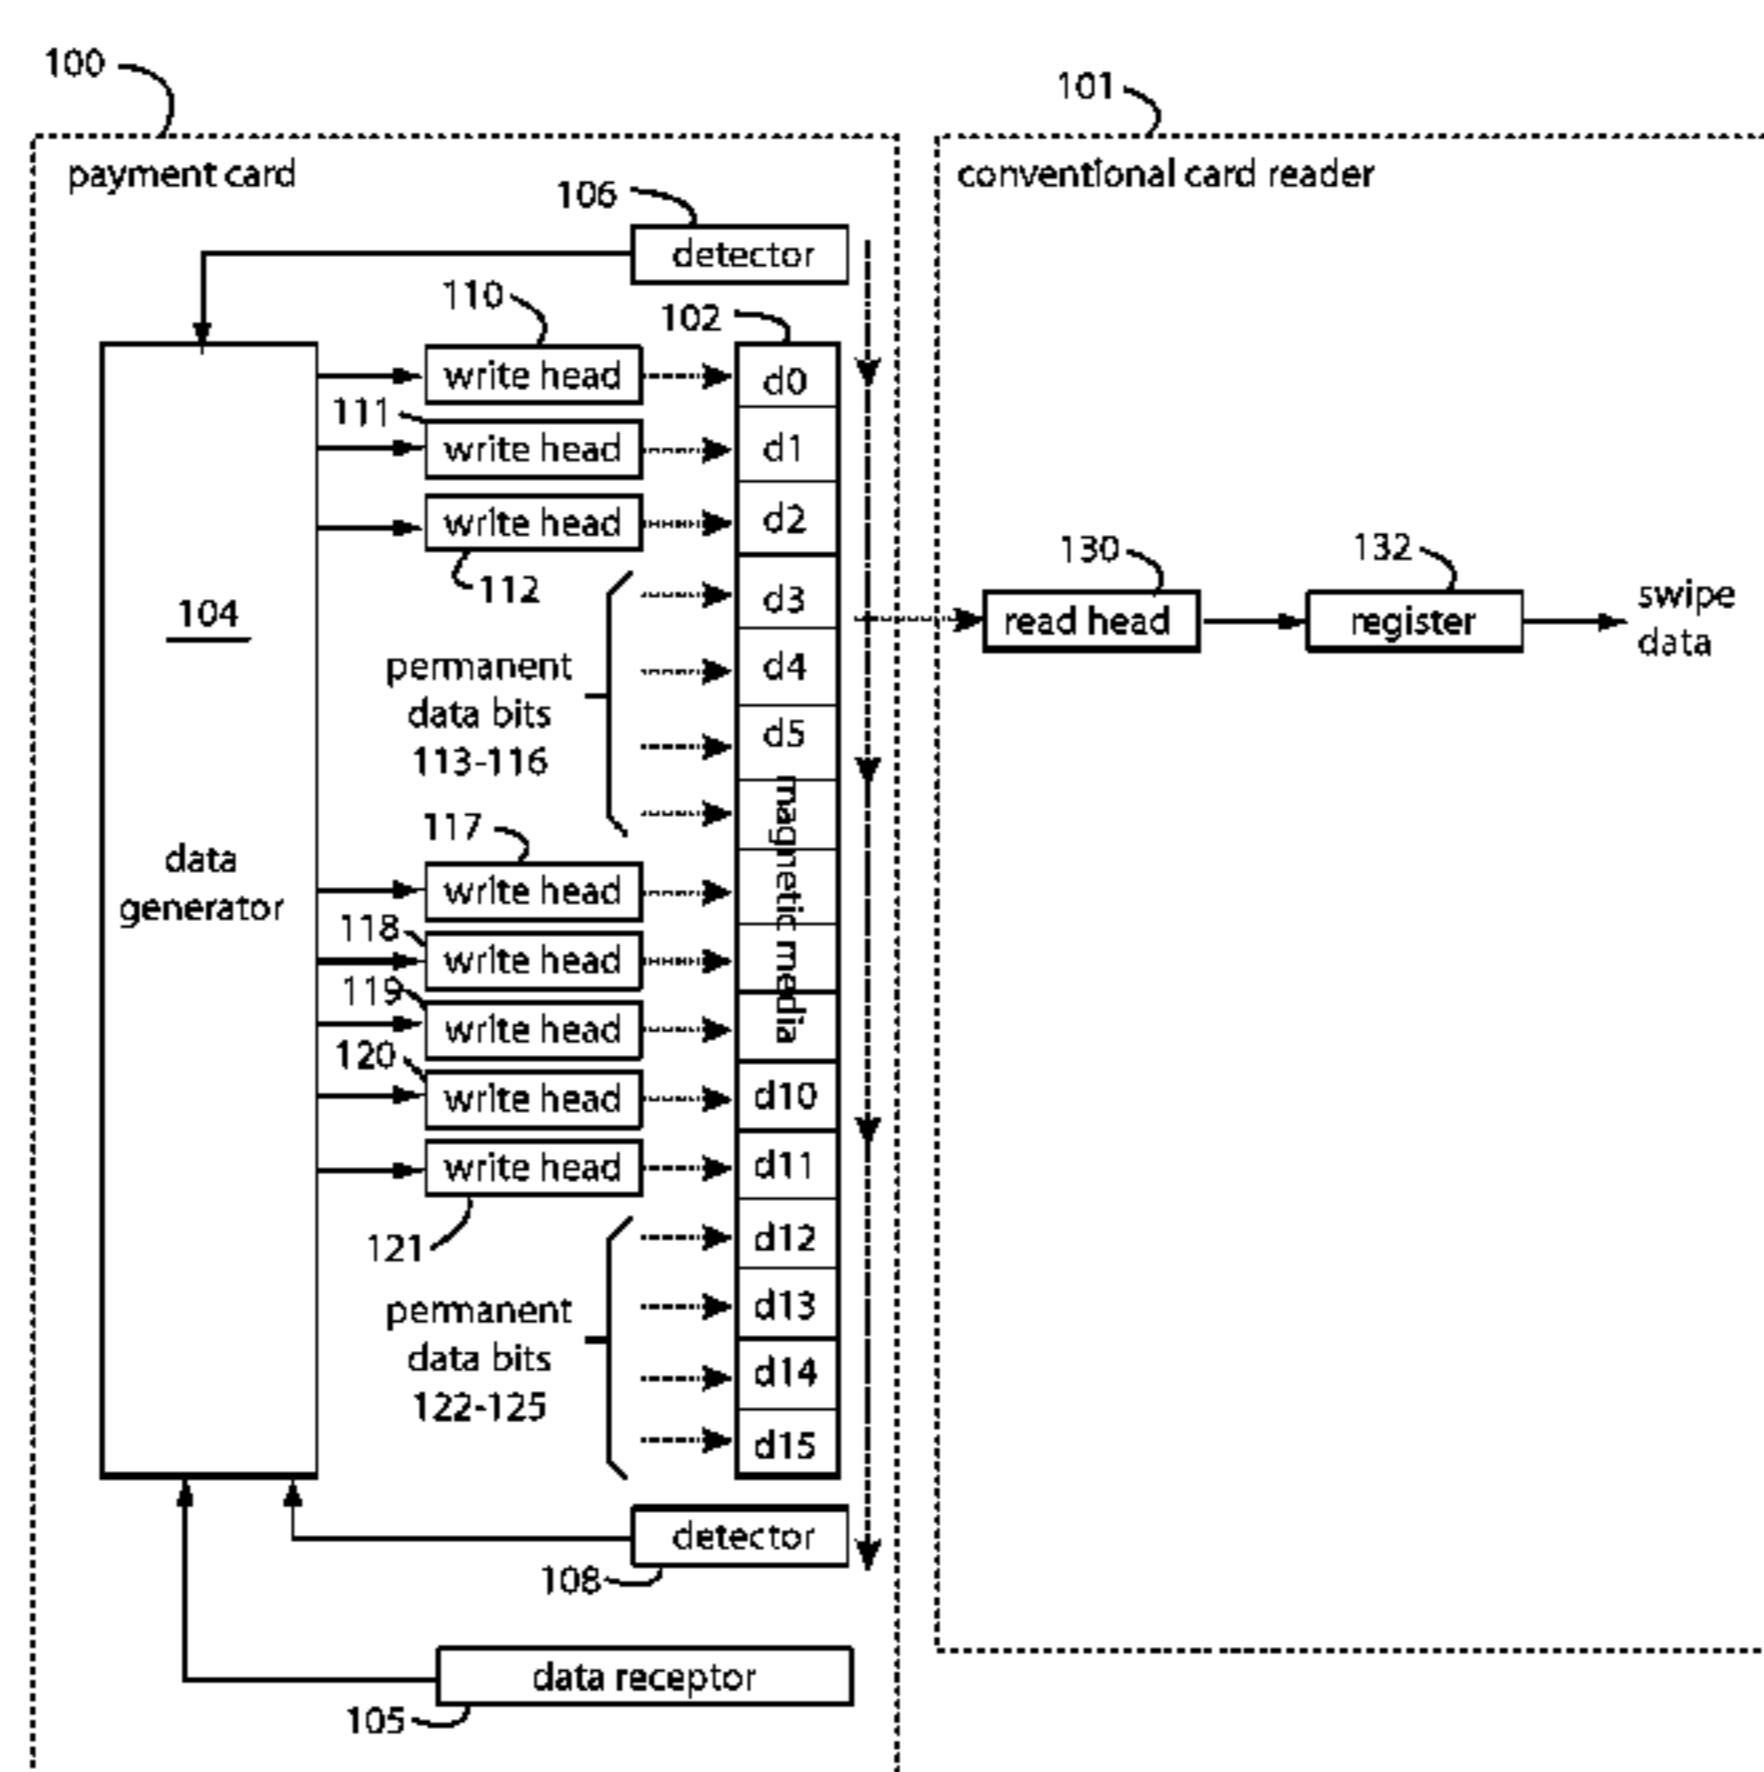 100
101
payment card
conventional card reader
106
detector
110
102
write head
d0
111
write head
d1
write head
d2
112
130
132
104
d3
read head
register
swipe
data
permanent
data bits
113-116
d4
d5
magnetic media
117
data
generator
write head
118
write head
119
write head
120
write head
d10
write head
d11
121
d12
permanent
data bits
122-125
d13
d14
d15
detector
108
data receptor
105